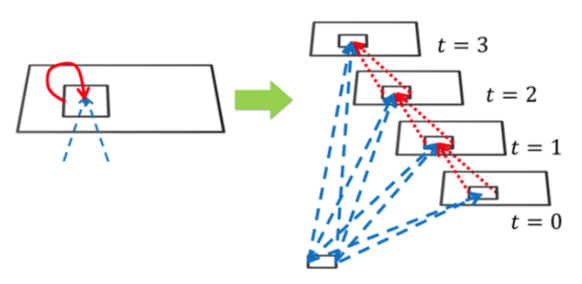 t = 3
t = 2
t = 1
t = 0